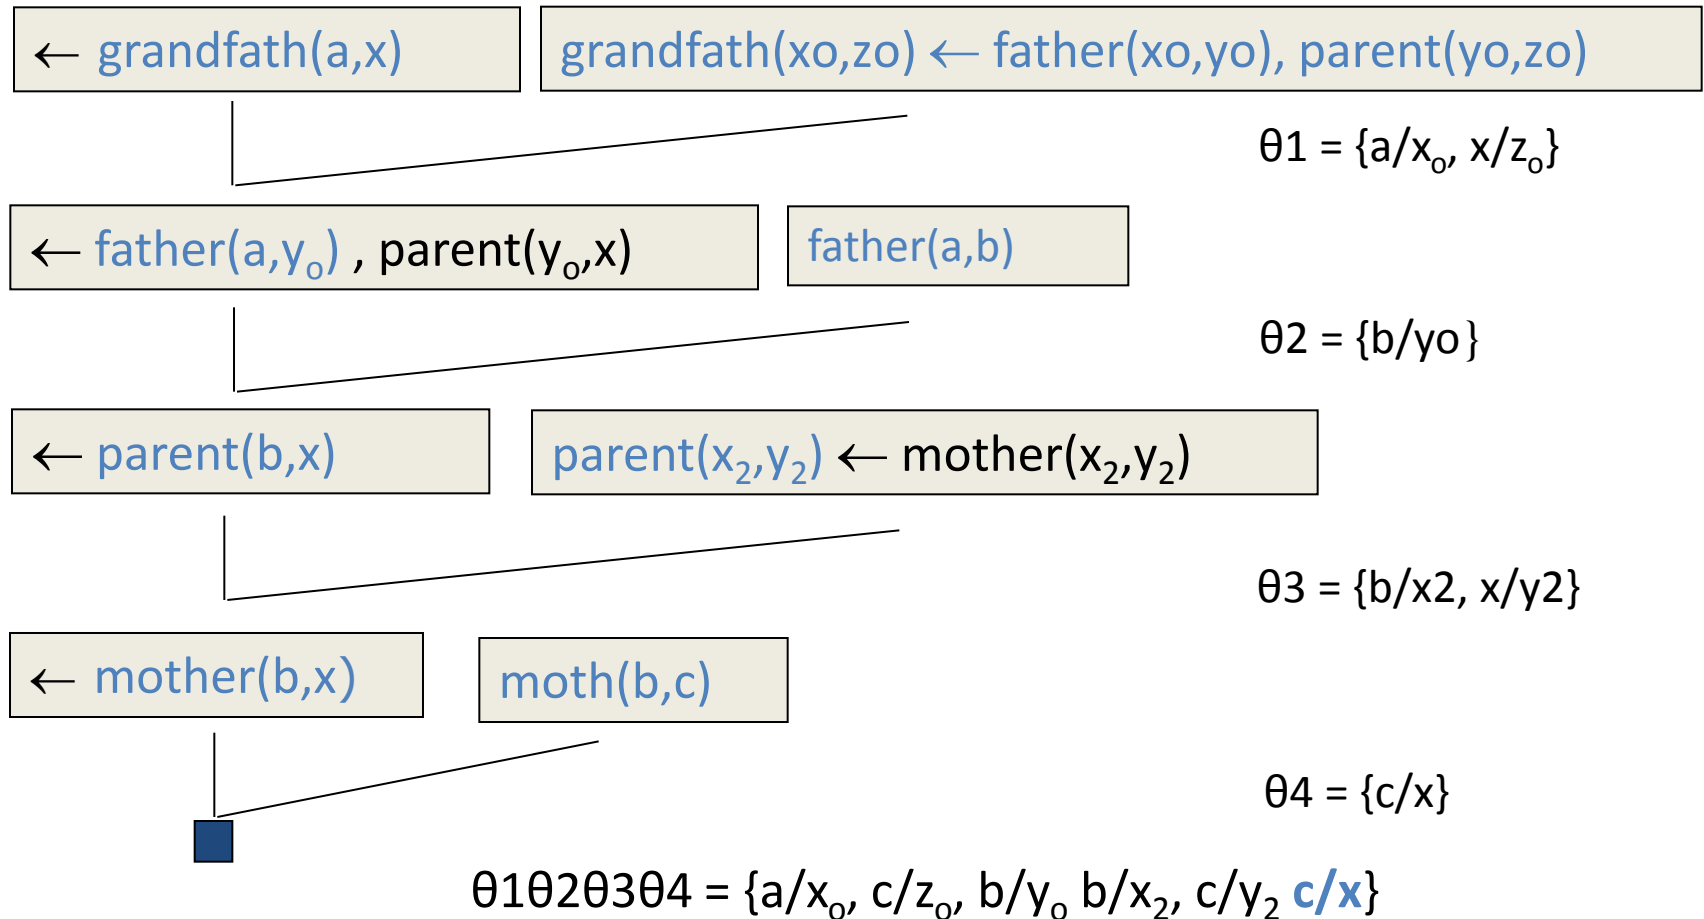 ← grandfath(a,x) grandfath(xo,zo) ← father(xo,yo), parent(yo,zo)
θ1 = {a/xₒ, x/zₒ}
← father(a,yₒ) , parent(yₒ,x) father(a,b)
θ2 = {b/yo}
← parent(b,x) parent(x₂,y₂) ← mother(x₂,y₂)
θ3 = {b/x2, x/y2}
← mother(b,x) moth(b,c)
θ4 = {c/x}
θ1θ2θ3θ4 = {a/xₒ, c/zₒ, b/yₒ b/x₂, c/y₂ c/x}